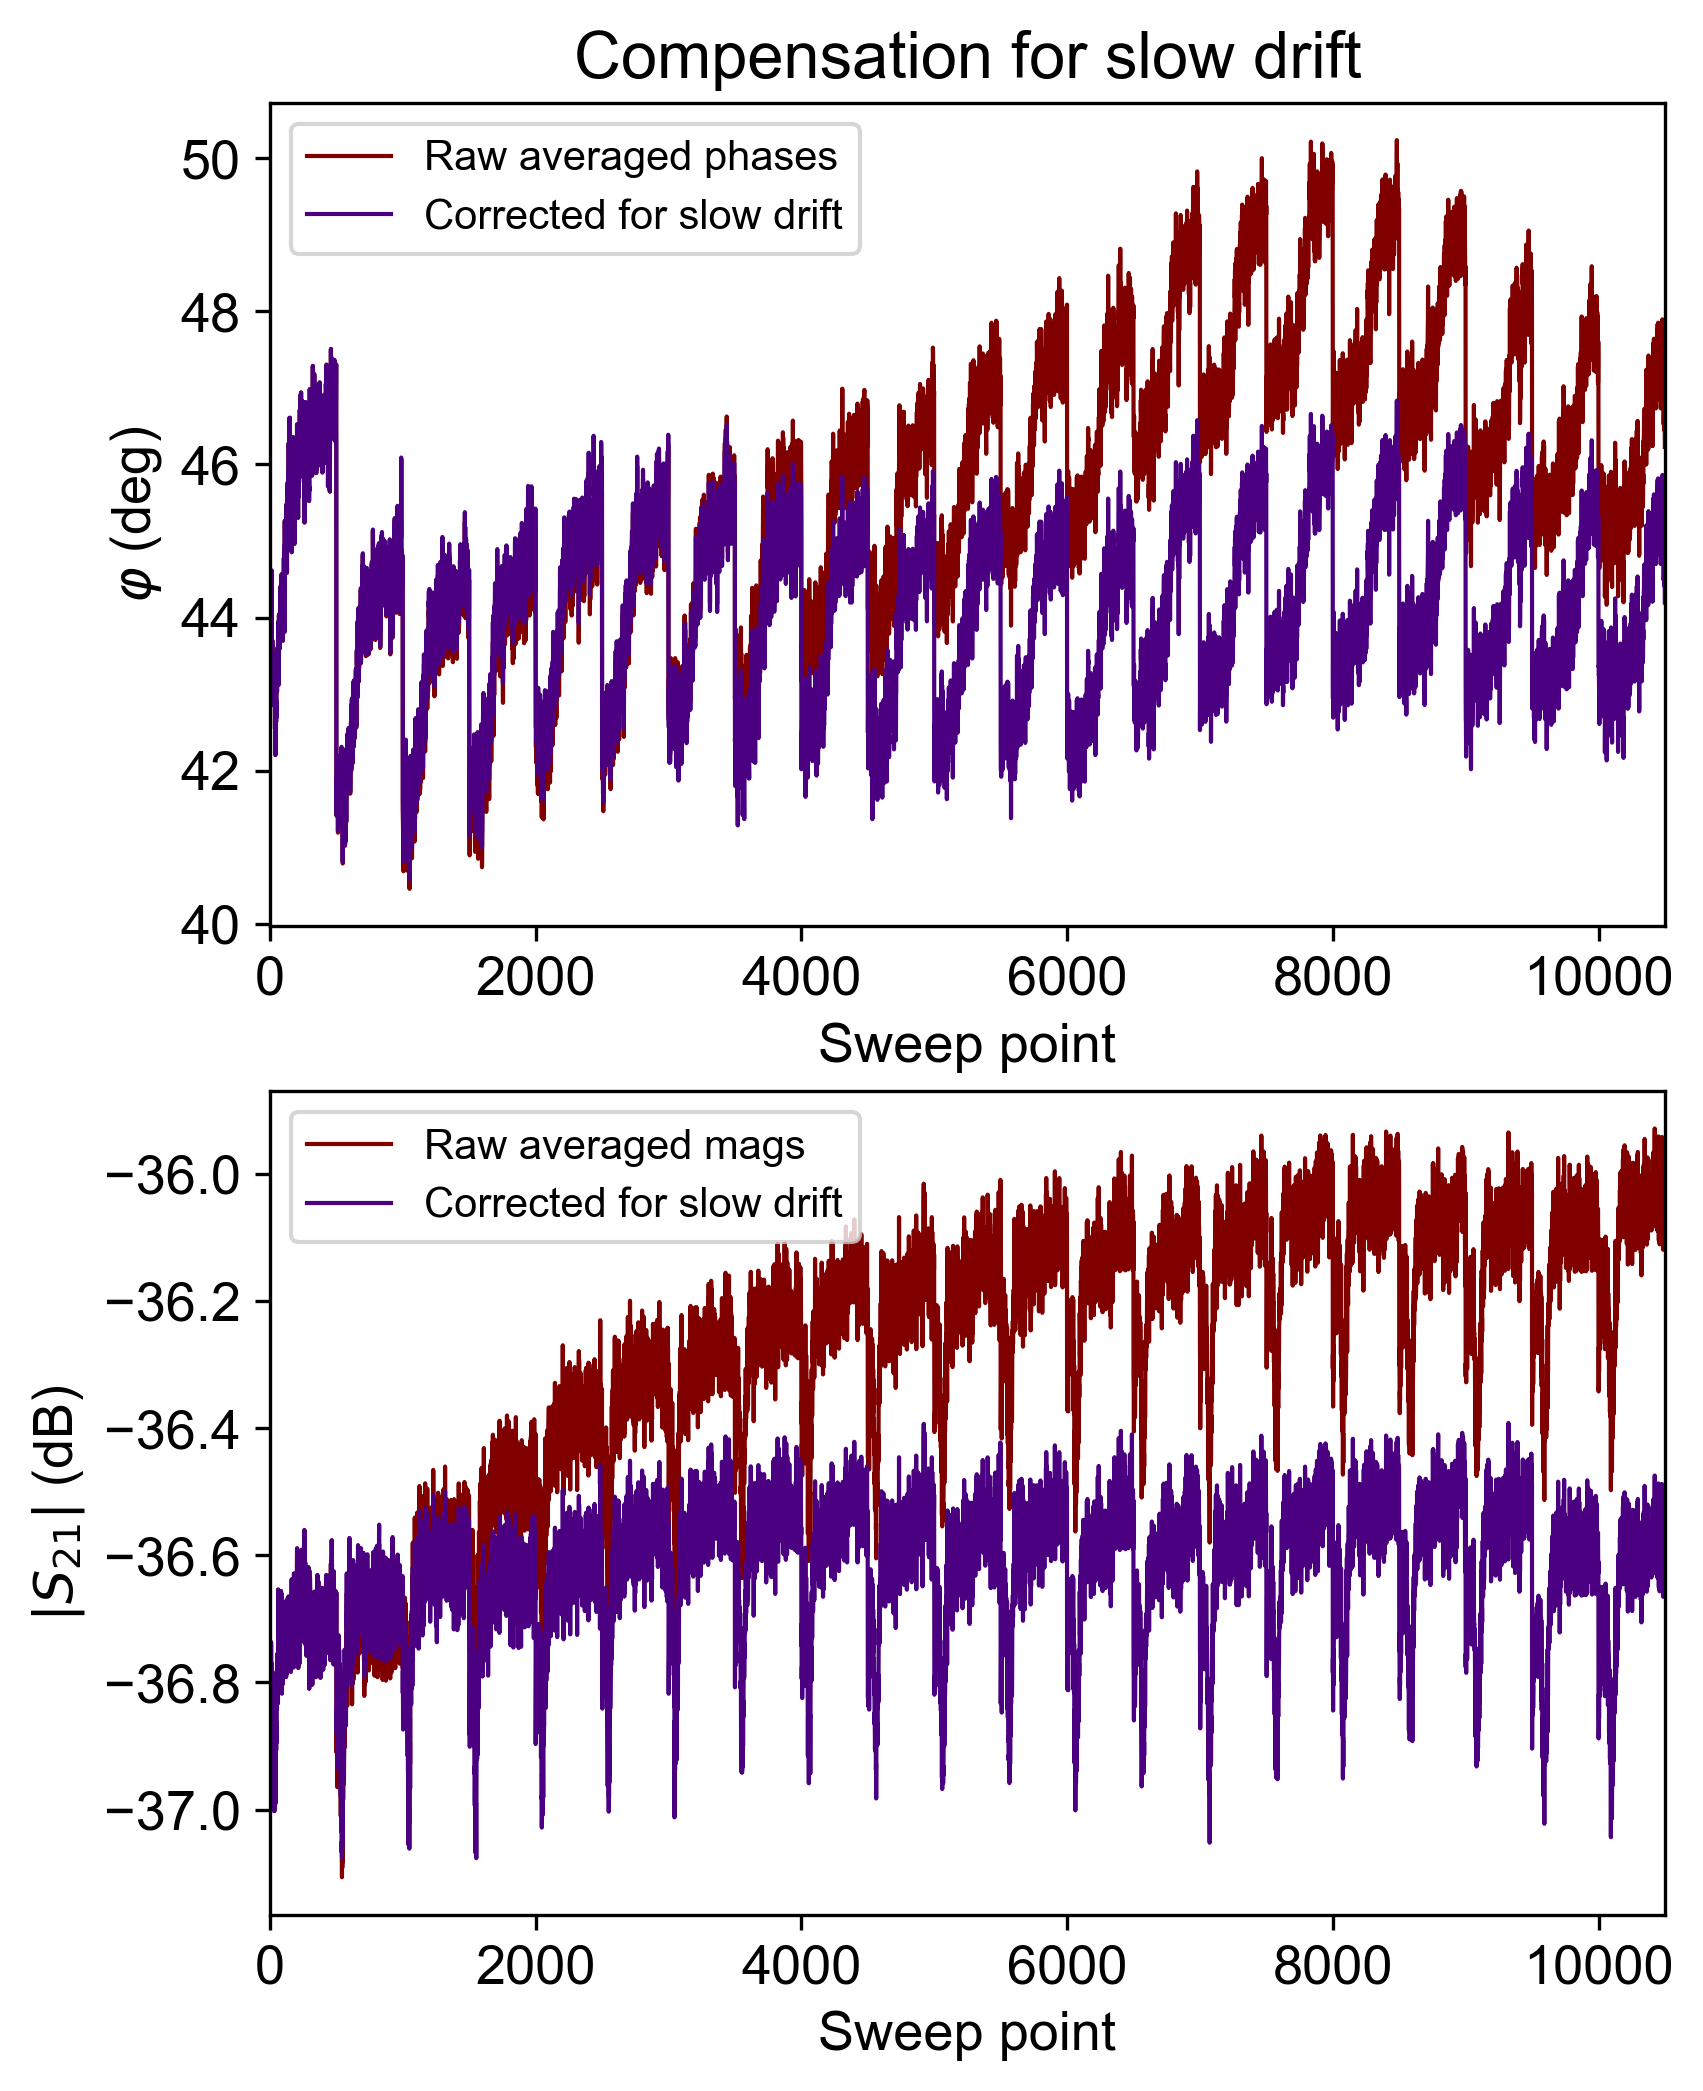 Compensation for slow drift
Raw averaged phases
Corrected for slow drift
50
48
46
44
42
40
φ (deg)
0 2000 4000 6000 8000 10000
Sweep point
Raw averaged mags
Corrected for slow drift
−36.0
−36.2
−36.4
−36.6
−36.8
−37.0
|S₂₁| (dB)
0 2000 4000 6000 8000 10000
Sweep point